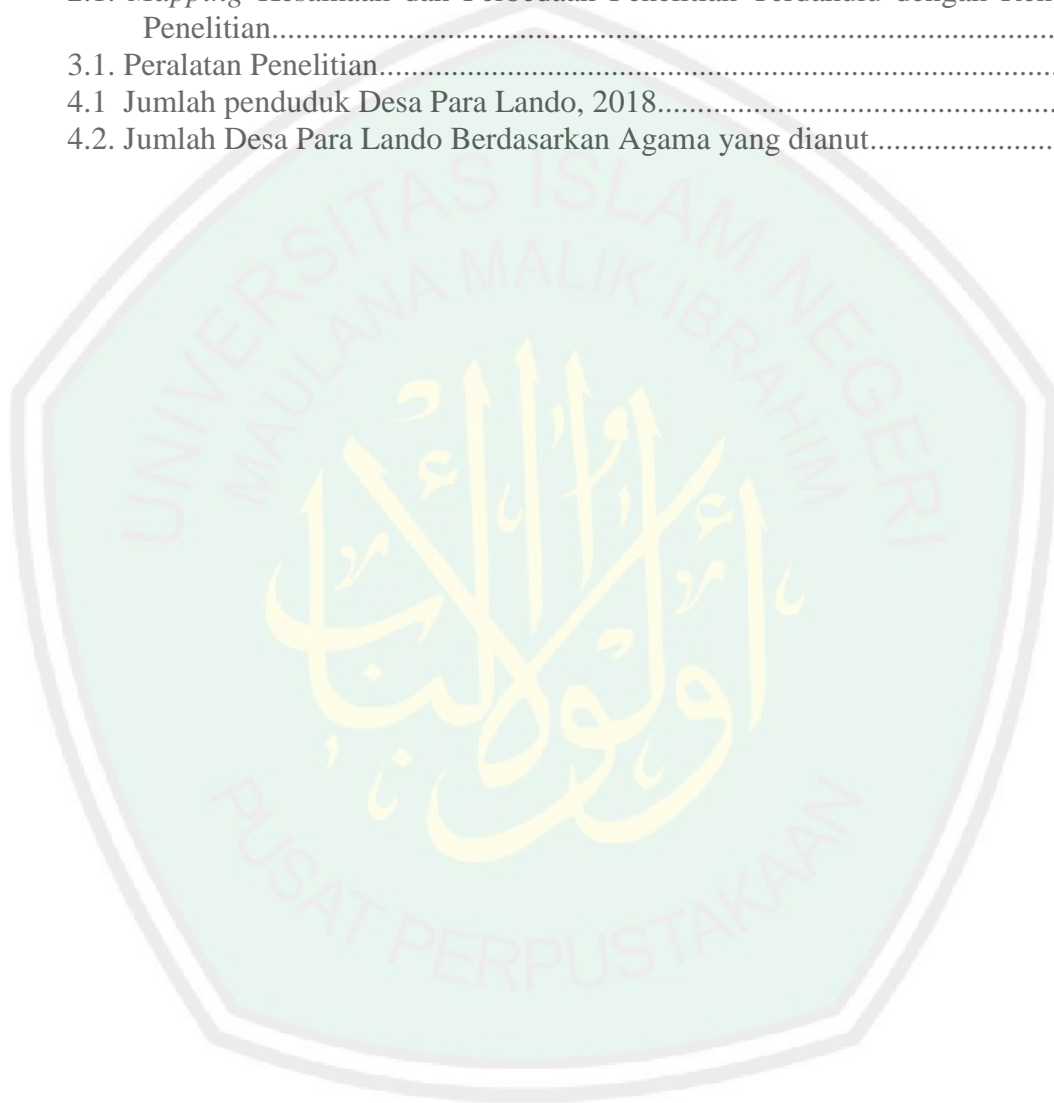 2.1. Mapping Kesamaan dan Perbedaan Penelitian Terdahulu dengan
Penelitian....................................................................................................
3.1. Peralatan Penelitian.......................................................................................
4.1 Jumlah penduduk Desa Para Lando, 2018....................................................
4.2. Jumlah Desa Para Lando Berdasarkan Agama yang dianut.........................
UNIVERSITAS ISLAM NEGERI
MAULANA MALIK IBRAHIM
أولوا الألباب
PUSAT PERPUSTAKAAN